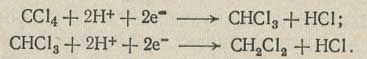 CCl₄ + 2H⁺ + 2e⁻ ⟶ CHCl₃ + HCl;
CHCl₃ + 2H⁺ + 2e⁻ ⟶ CH₂Cl₂ + HCl.